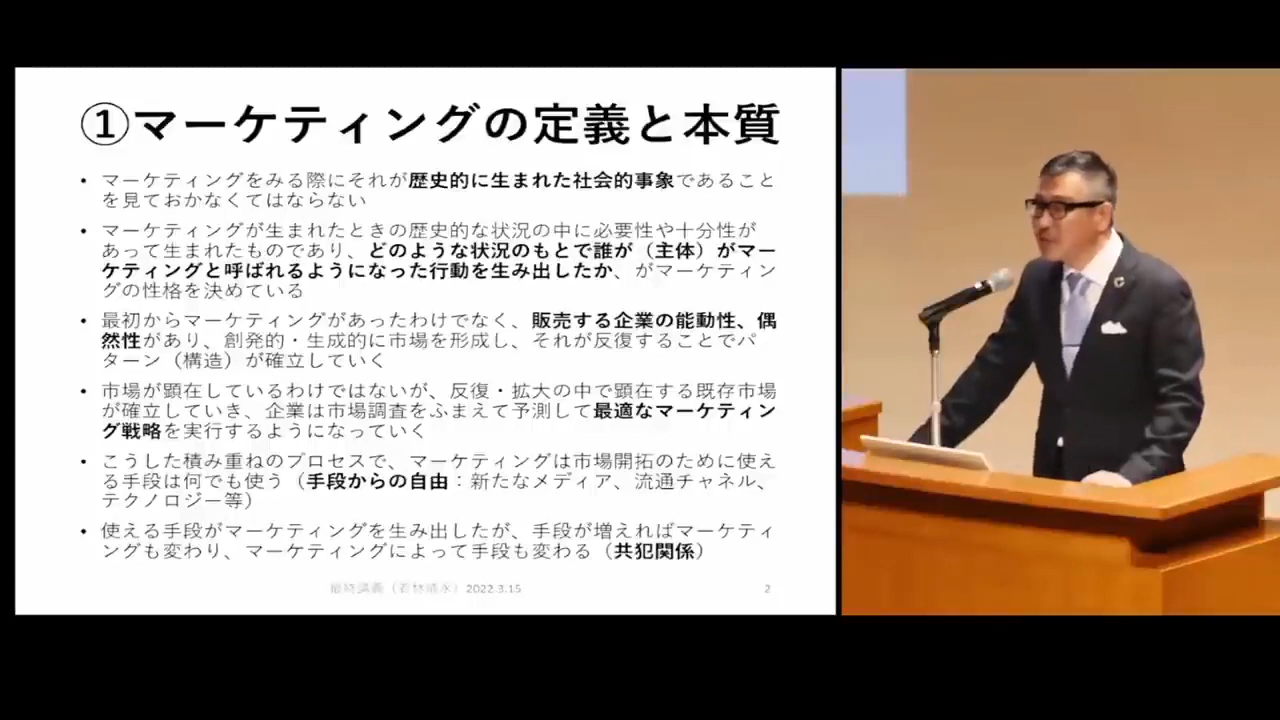 ①マーケティングの定義と本質
• マーケティングをみる際にそれが歴史的に生まれた社会的事象であること
を見ておかなくてはならない
• マーケティングが生まれたときの歴史的な状況の中に必要性や十分性が
あって生まれたものであり、どのような状況のもとで誰が（主体）がマー
ケティングと呼ばれるようになった行動を生み出したか、がマーケティン
グの性格を決めている
• 最初からマーケティングがあったわけでなく、販売する企業の能動性、偶
然性があり、創発的・生成的に市場を形成し、それが反復することでパ
ターン（構造）が確立していく
• 市場が顕在しているわけではないが、反復・拡大の中で顕在する既存市場
が確立していき、企業は市場調査をふまえて予測して最適なマーケティン
グ戦略を実行するようになっていく
• こうした積み重ねのプロセスで、マーケティングは市場開拓のために使え
る手段は何でも使う（手段からの自由：新たなメディア、流通チャネル、
テクノロジー等）
• 使える手段がマーケティングを生み出したが、手段が増えればマーケティ
ングも変わり、マーケティングによって手段も変わる（共犯関係）
最終講義（若林靖永）2022.3.15
2